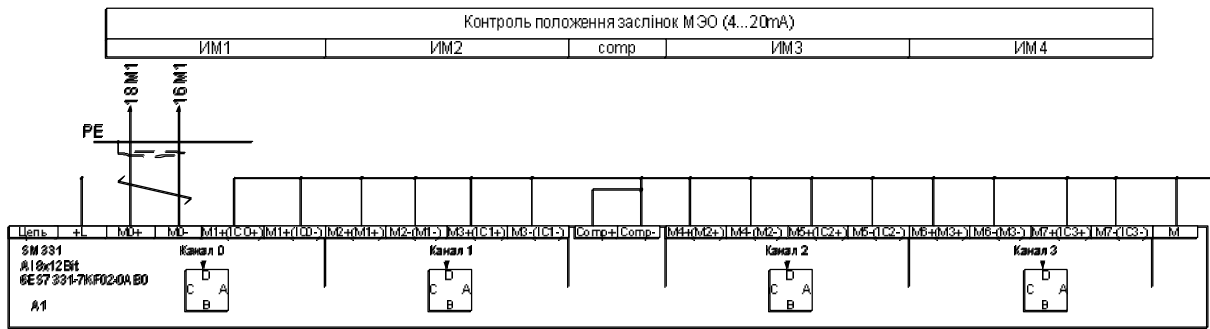 Контроль положення заслінок МЭО (4...20mA)
ИМ1 ИМ2 comp ИМ3 ИМ4
18М1 16М1
PE
Цепь +L M0+ M0- M1+(IC0+) M1+(IC0-) M2+(M1+) M2-(M1-) M3+(IC1+) M3-(IC1-) Comp+ Comp- M4+(M2+) M4-(M2-) M5+(IC2+) M5-(IC2-) M6+(M3+) M6-(M3-) M7+(IC3+) M7-(IC3-) M
SM331 Канал 0 Канал 1 Канал 2 Канал 3
AI 8x12Bit
6ES7 331-7KF02-0AB0
A1
D D D D
C A C A C A C A
B B B B